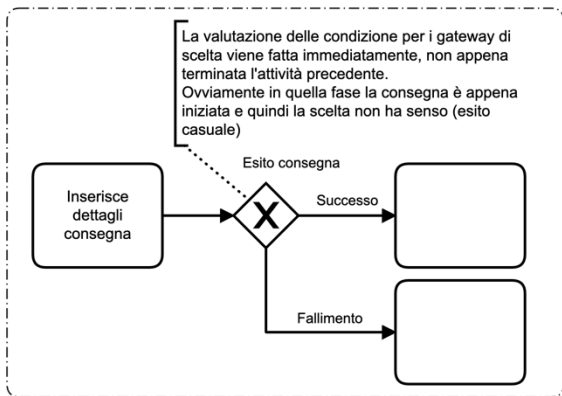 La valutazione delle condizione per i gateway di
scelta viene fatta immediatamente, non appena
terminata l'attività precedente.
Ovviamente in quella fase la consegna è appena
iniziata e quindi la scelta non ha senso (esito
casuale)
Esito consegna
Inserisce
dettagli
consegna
X
Successo
Fallimento